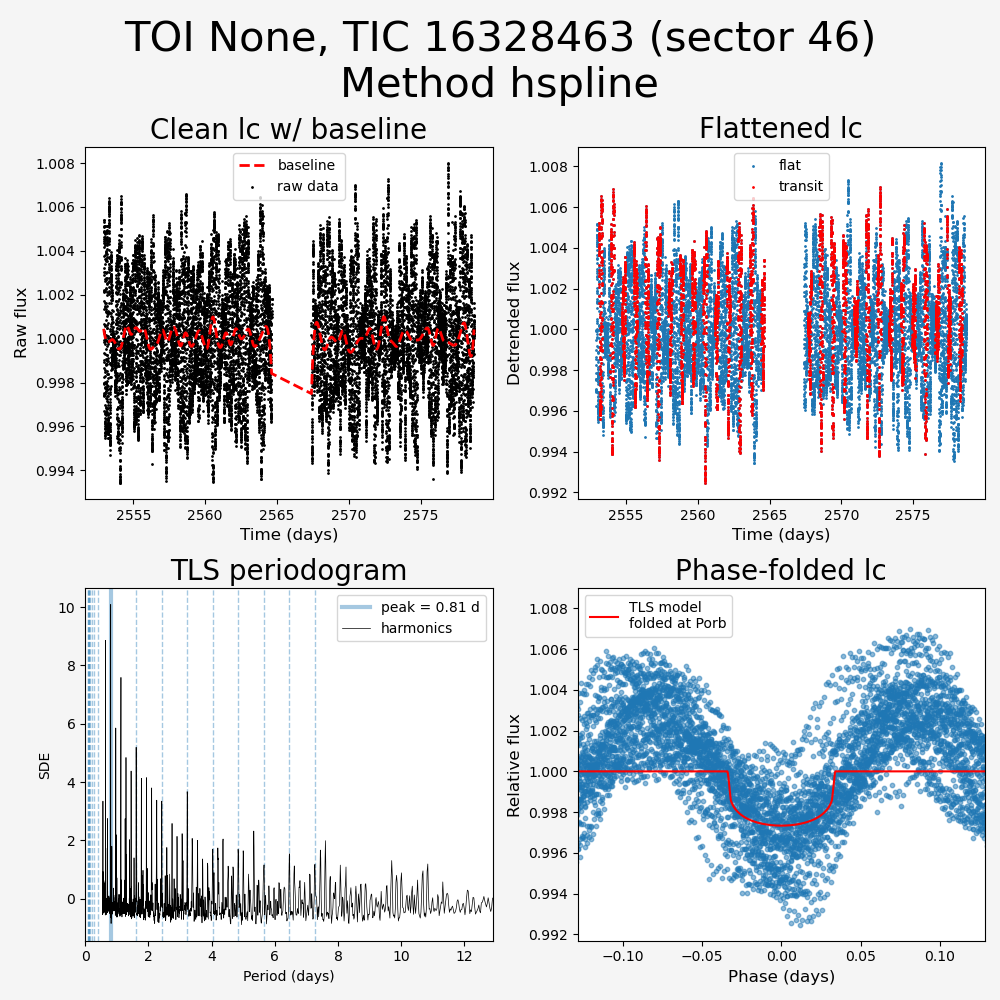 TOI None, TIC 16328463 (sector 46)
Method hspline
Clean lc w/ baseline
baseline
raw data
1.008
1.006
1.004
1.002
1.000
0.998
0.996
0.994
Raw flux
2555
2560
2565
2570
2575
Time (days)
Flattened lc
flat
transit
1.008
1.006
1.004
1.002
1.000
0.998
0.996
0.994
0.992
Detrended flux
2555
2560
2565
2570
2575
Time (days)
TLS periodogram
peak = 0.81 d
harmonics
10
8
6
4
2
0
SDE
0
2
4
6
8
10
12
Period (days)
Phase-folded lc
TLS model
folded at Porb
1.008
1.006
1.004
1.002
1.000
0.998
0.996
0.994
0.992
Relative flux
−0.10
−0.05
0.00
0.05
0.10
Phase (days)